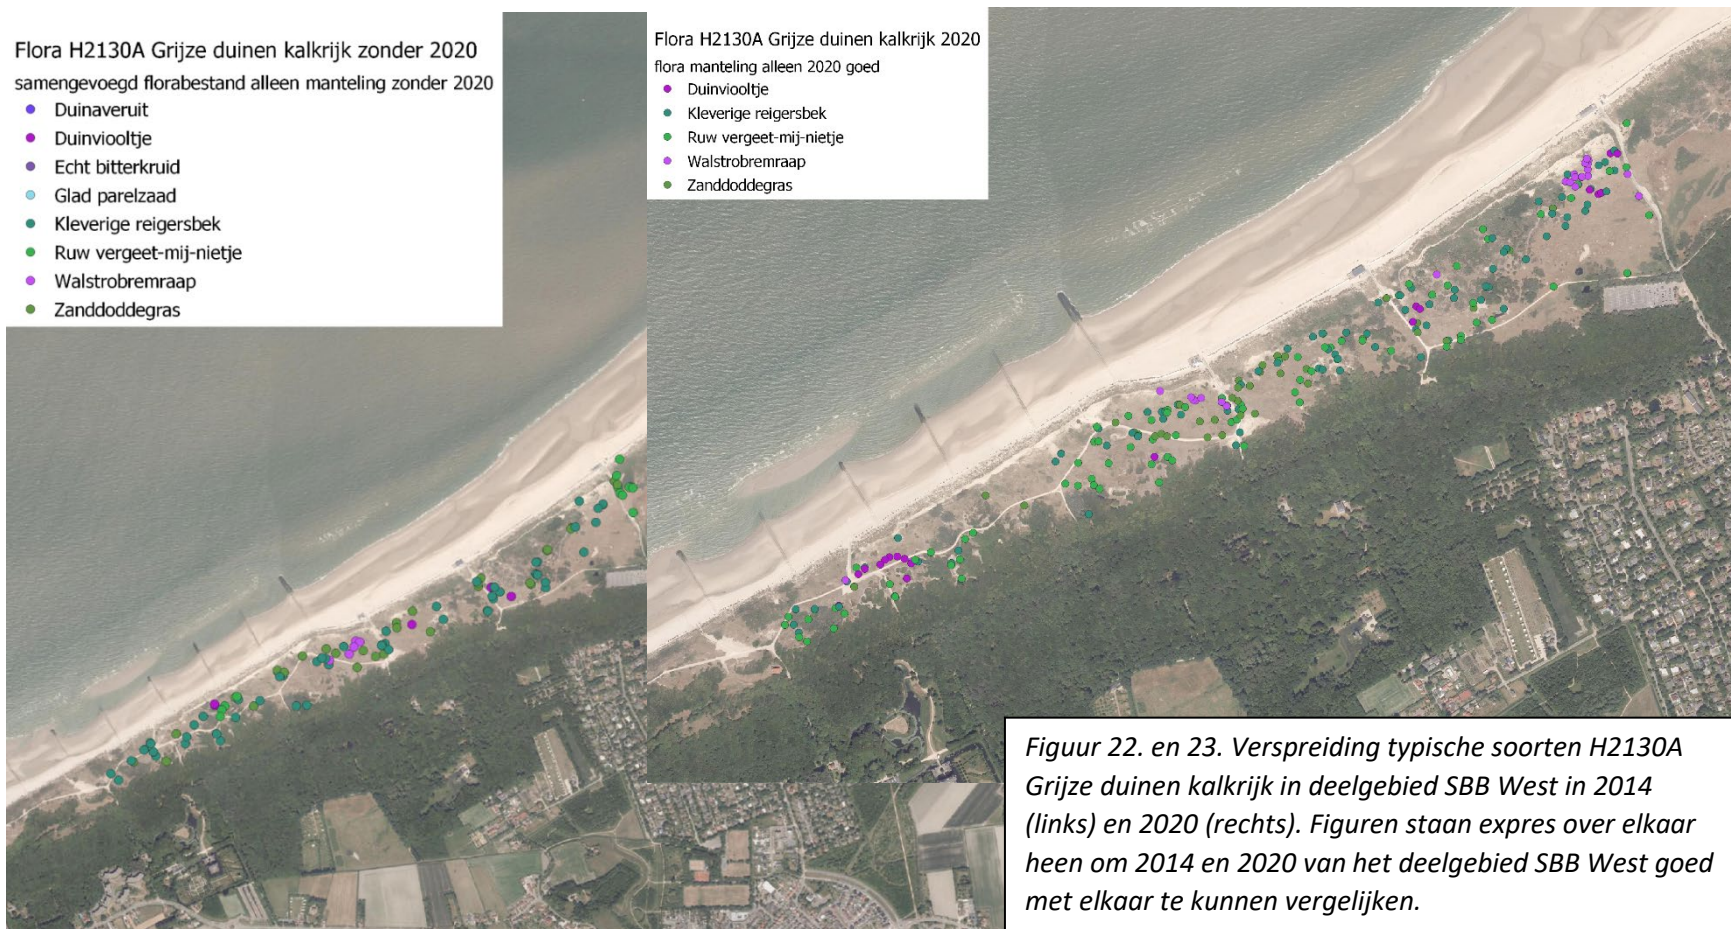 Flora H2130A Grijze duinen kalkrijk zonder 2020
samengevoegd florabestand alleen manteling zonder 2020
Duinaveruit
Duinviooltje
Echt bitterkruid
Glad parelzaad
Kleverige reigersbek
Ruw vergeet-mij-nietje
Walstrobremraap
Zanddoddegras
Flora H2130A Grijze duinen kalkrijk 2020
flora manteling alleen 2020 goed
Duinviooltje
Kleverige reigersbek
Ruw vergeet-mij-nietje
Walstrobremraap
Zanddoddegras
Figuur 22. en 23. Verspreiding typische soorten H2130A
Grijze duinen kalkrijk in deelgebied SBB West in 2014
(links) en 2020 (rechts). Figuren staan expres over elkaar
heen om 2014 en 2020 van het deelgebied SBB West goed
met elkaar te kunnen vergelijken.